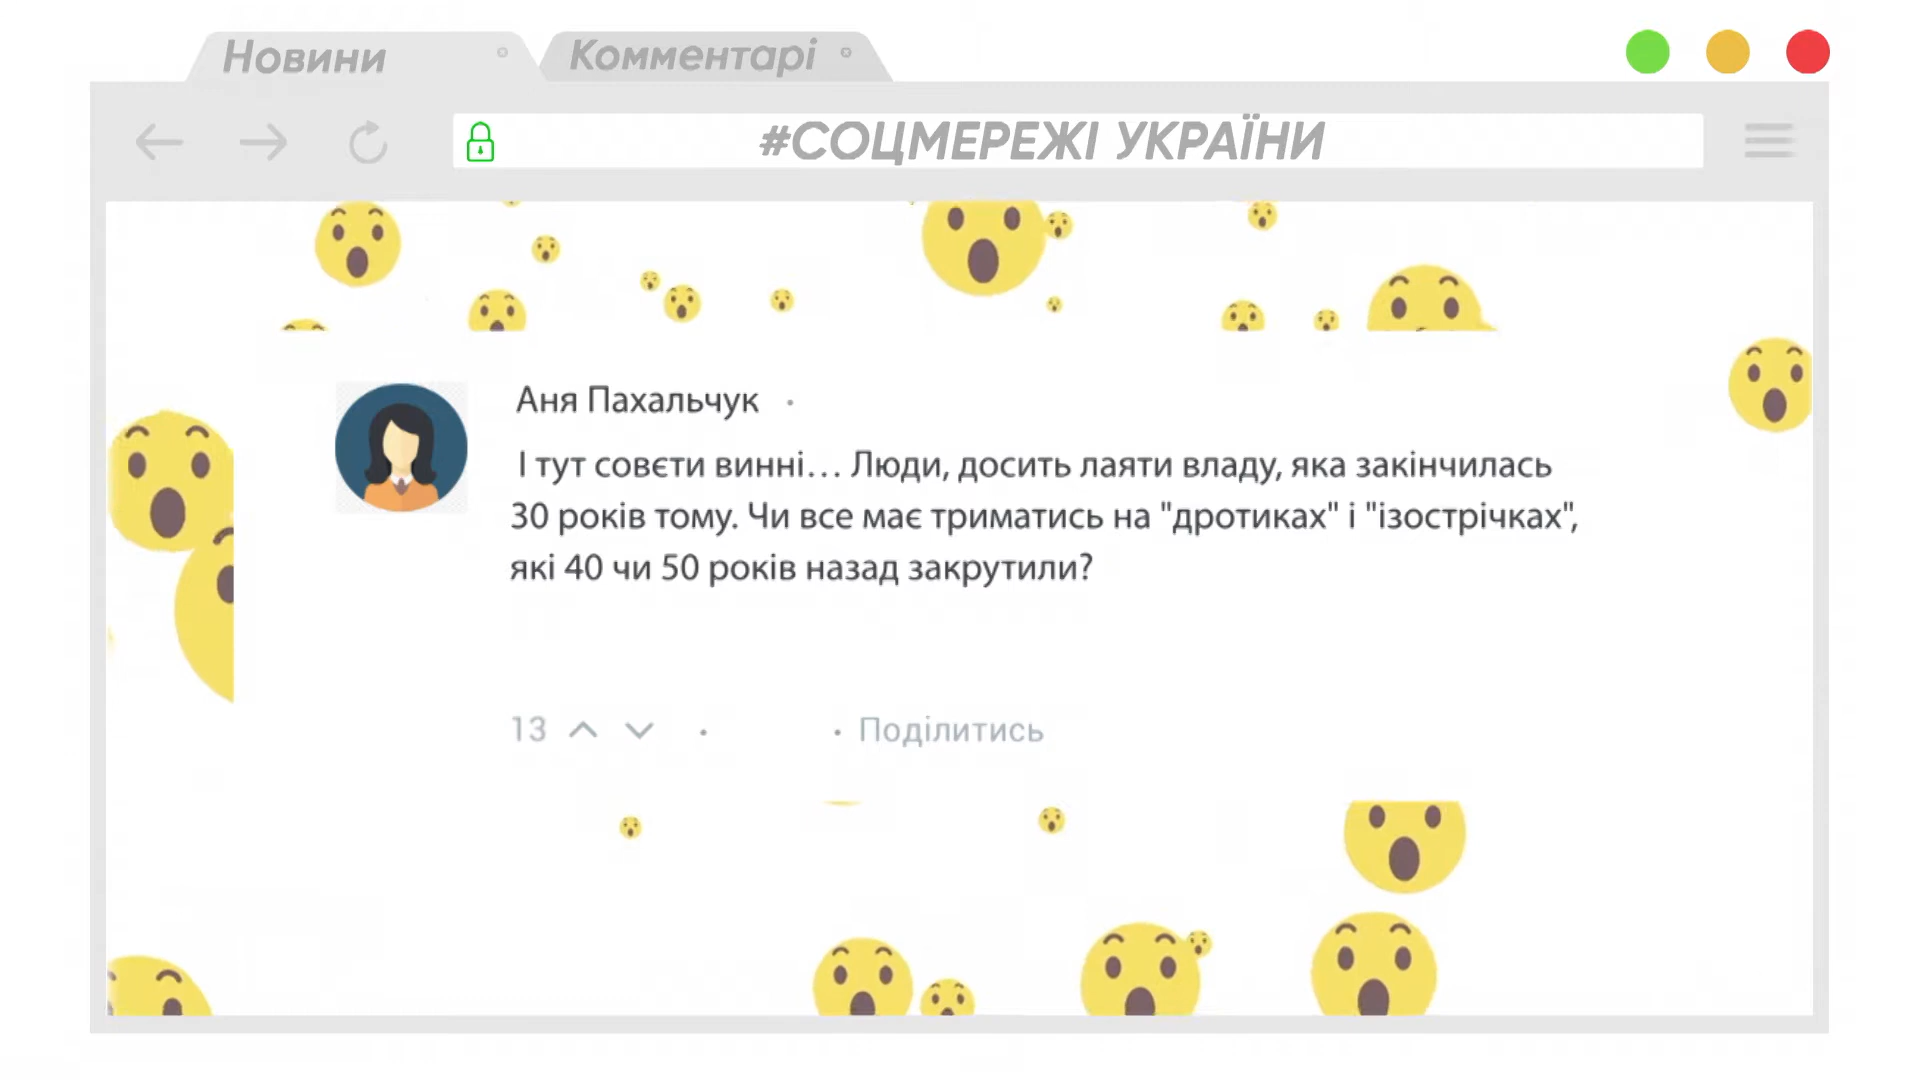 Новини
Комментарі
#СОЦМЕРЕЖІ УКРАЇНИ
Аня Пахальчук
І тут совєти винні... Люди, досить лаяти владу, яка закінчилась
30 років тому. Чи все має триматись на "дротиках" і "ізострічках",
які 40 чи 50 років назад закрутили?
13
Поділитись